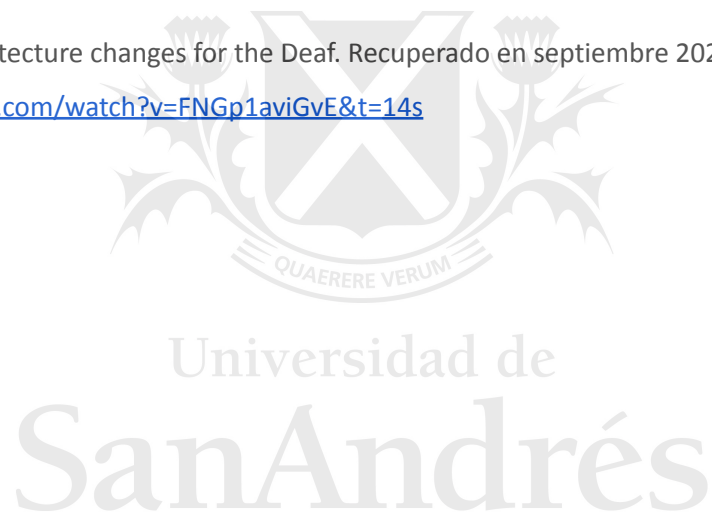 tecture changes for the Deaf. Recuperado en septiembre 202
.com/watch?v=FNGp1aviGvE&t=14s
QUAERERE VERUM
Universidad de
SanAndrés